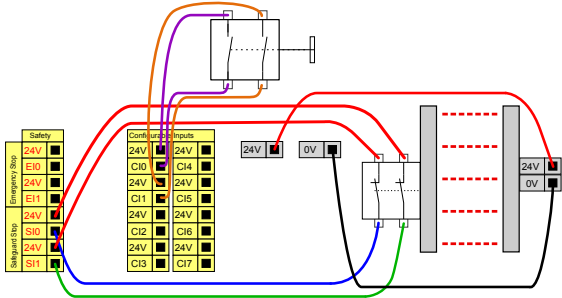 Safety
24V
EI0
24V
EI1
24V
SI0
24V
SI1
Emergency Stop
Safeguard Stop
Configurable Inputs
24V 24V
CI0 CI4
24V 24V
CI1 CI5
24V 24V
CI2 CI6
24V 24V
CI3 CI7
24V
0V
24V
0V